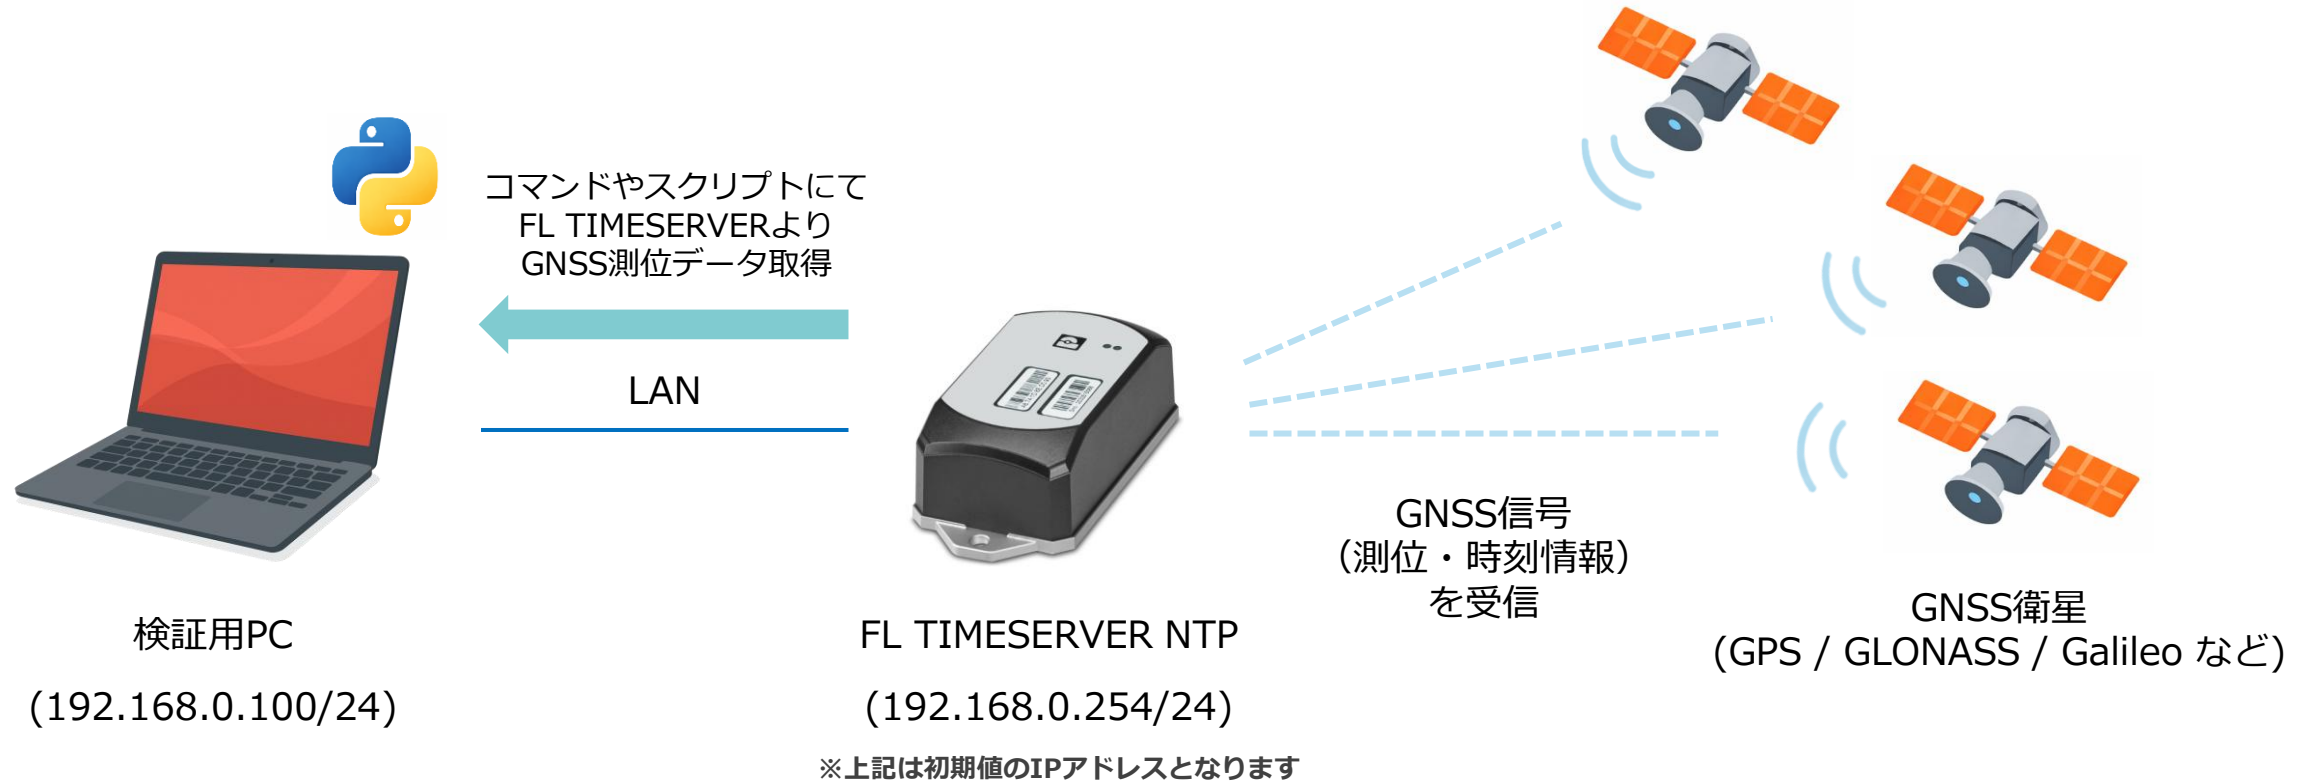 コマンドやスクリプトにて
FL TIMESERVERより
GNSS測位データ取得
LAN
検証用PC
(192.168.0.100/24)
FL TIMESERVER NTP
(192.168.0.254/24)
※上記は初期値のIPアドレスとなります
GNSS信号
（測位・時刻情報）
を受信
GNSS衛星
(GPS / GLONASS / Galileo など)